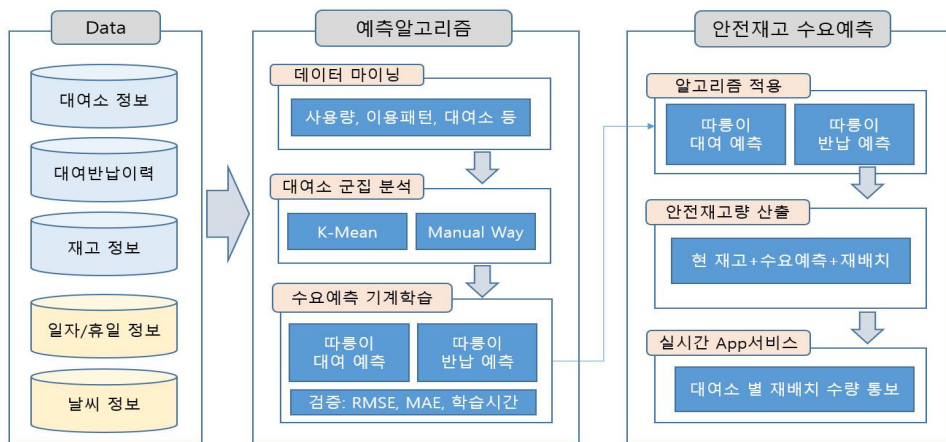 Data
대여소 정보
대여반납이력
재고 정보
일자/휴일 정보
날씨 정보
예측알고리즘
데이터 마이닝
사용량, 이용패턴, 대여소 등
대여소 군집 분석
K-Mean
Manual Way
수요예측 기계학습
따릉이
대여 예측
따릉이
반납 예측
검증: RMSE, MAE, 학습시간
안전재고 수요예측
알고리즘 적용
따릉이
대여 예측
따릉이
반납 예측
안전재고량 산출
현 재고+수요예측+재배치
실시간 App서비스
대여소 별 재배치 수량 통보